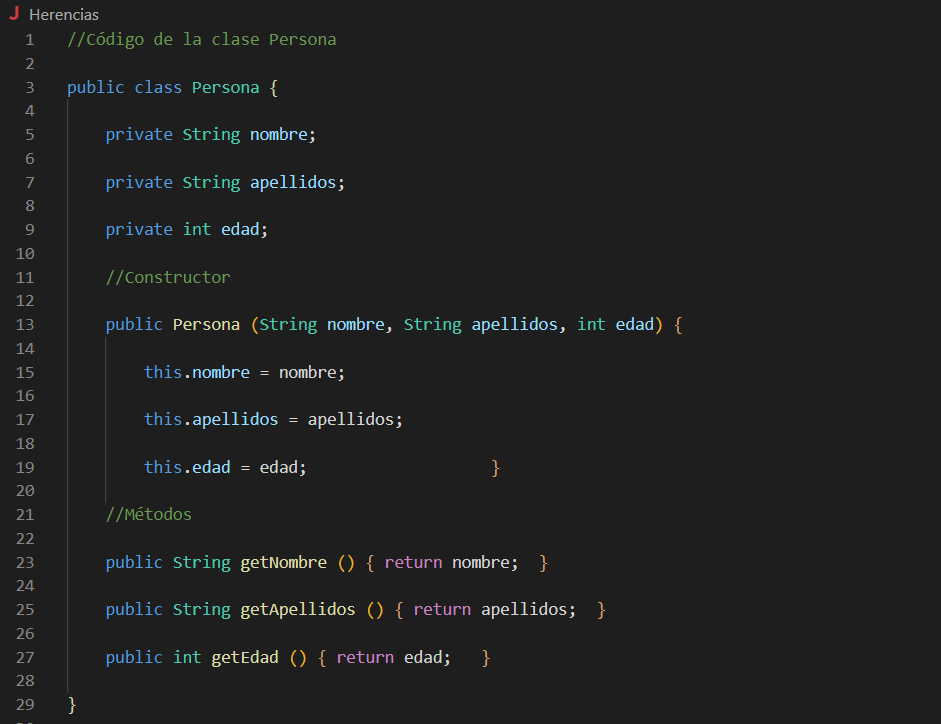 J Herencias
1 //Código de la clase Persona
2
3 public class Persona {
4
5 private String nombre;
6
7 private String apellidos;
8
9 private int edad;
10
11 //Constructor
12
13 public Persona (String nombre, String apellidos, int edad) {
14
15 this.nombre = nombre;
16
17 this.apellidos = apellidos;
18
19 this.edad = edad; }
20
21 //Métodos
22
23 public String getNombre () { return nombre; }
24
25 public String getApellidos () { return apellidos; }
26
27 public int getEdad () { return edad; }
28
29 }